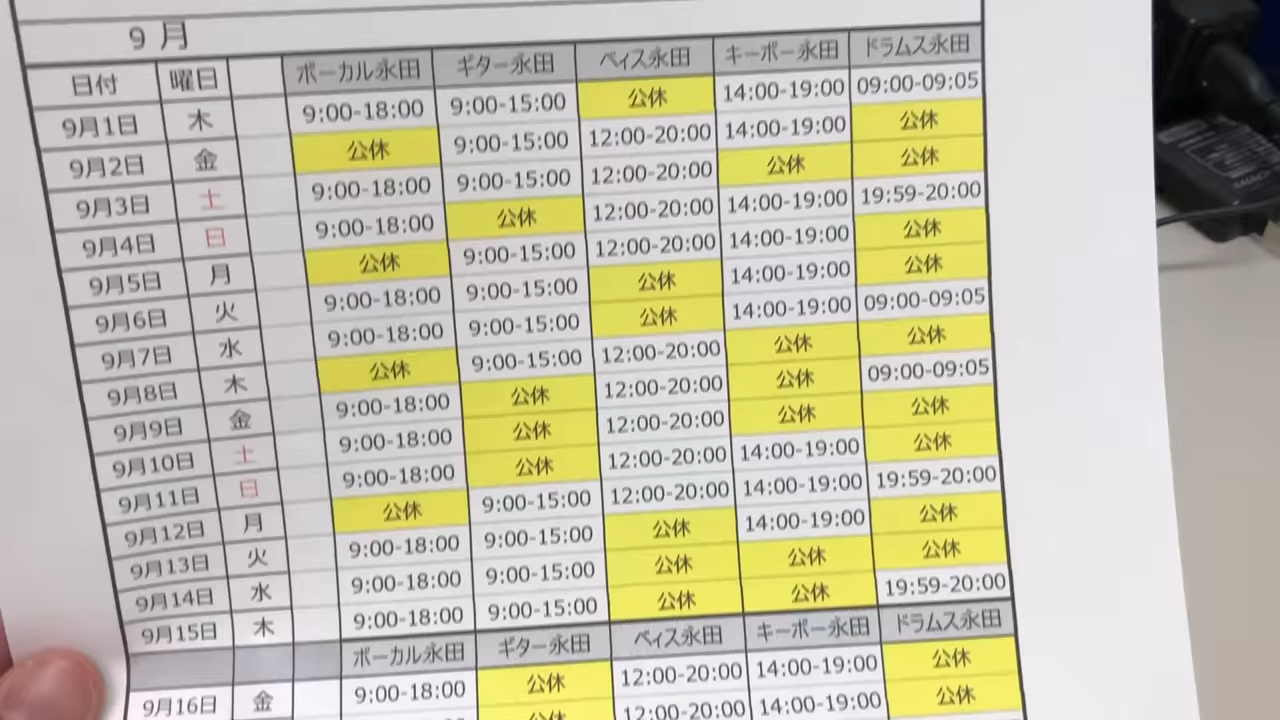 9 月
日付 曜日 ボーカル永田 ギター永田 ベイス永田 キーボー永田 ドラムス永田
9月1日 木 9:00-18:00 9:00-15:00 公休 14:00-19:00 09:00-09:05
9月2日 金 公休 9:00-15:00 12:00-20:00 14:00-19:00 公休
9月3日 土 9:00-18:00 9:00-15:00 12:00-20:00 公休 公休
9月4日 日 9:00-18:00 公休 12:00-20:00 14:00-19:00 19:59-20:00
9月5日 月 公休 9:00-15:00 12:00-20:00 14:00-19:00 公休
9月6日 火 9:00-18:00 9:00-15:00 公休 14:00-19:00 公休
9月7日 水 9:00-18:00 9:00-15:00 公休 14:00-19:00 09:00-09:05
9月8日 木 公休 9:00-15:00 12:00-20:00 公休 公休
9月9日 金 9:00-18:00 公休 12:00-20:00 公休 09:00-09:05
9月10日 土 9:00-18:00 公休 12:00-20:00 公休 公休
9月11日 日 9:00-18:00 公休 12:00-20:00 14:00-19:00 公休
9月12日 月 公休 9:00-15:00 12:00-20:00 14:00-19:00 19:59-20:00
9月13日 火 9:00-18:00 9:00-15:00 公休 14:00-19:00 公休
9月14日 水 9:00-18:00 9:00-15:00 公休 公休 公休
9月15日 木 9:00-18:00 9:00-15:00 公休 公休 19:59-20:00
ボーカル永田 ギター永田 ベイス永田 キーボー永田 ドラムス永田
9月16日 金 9:00-18:00 公休 12:00-20:00 14:00-19:00 公休
公休 12:00-20:00 14:00-19:00 公休